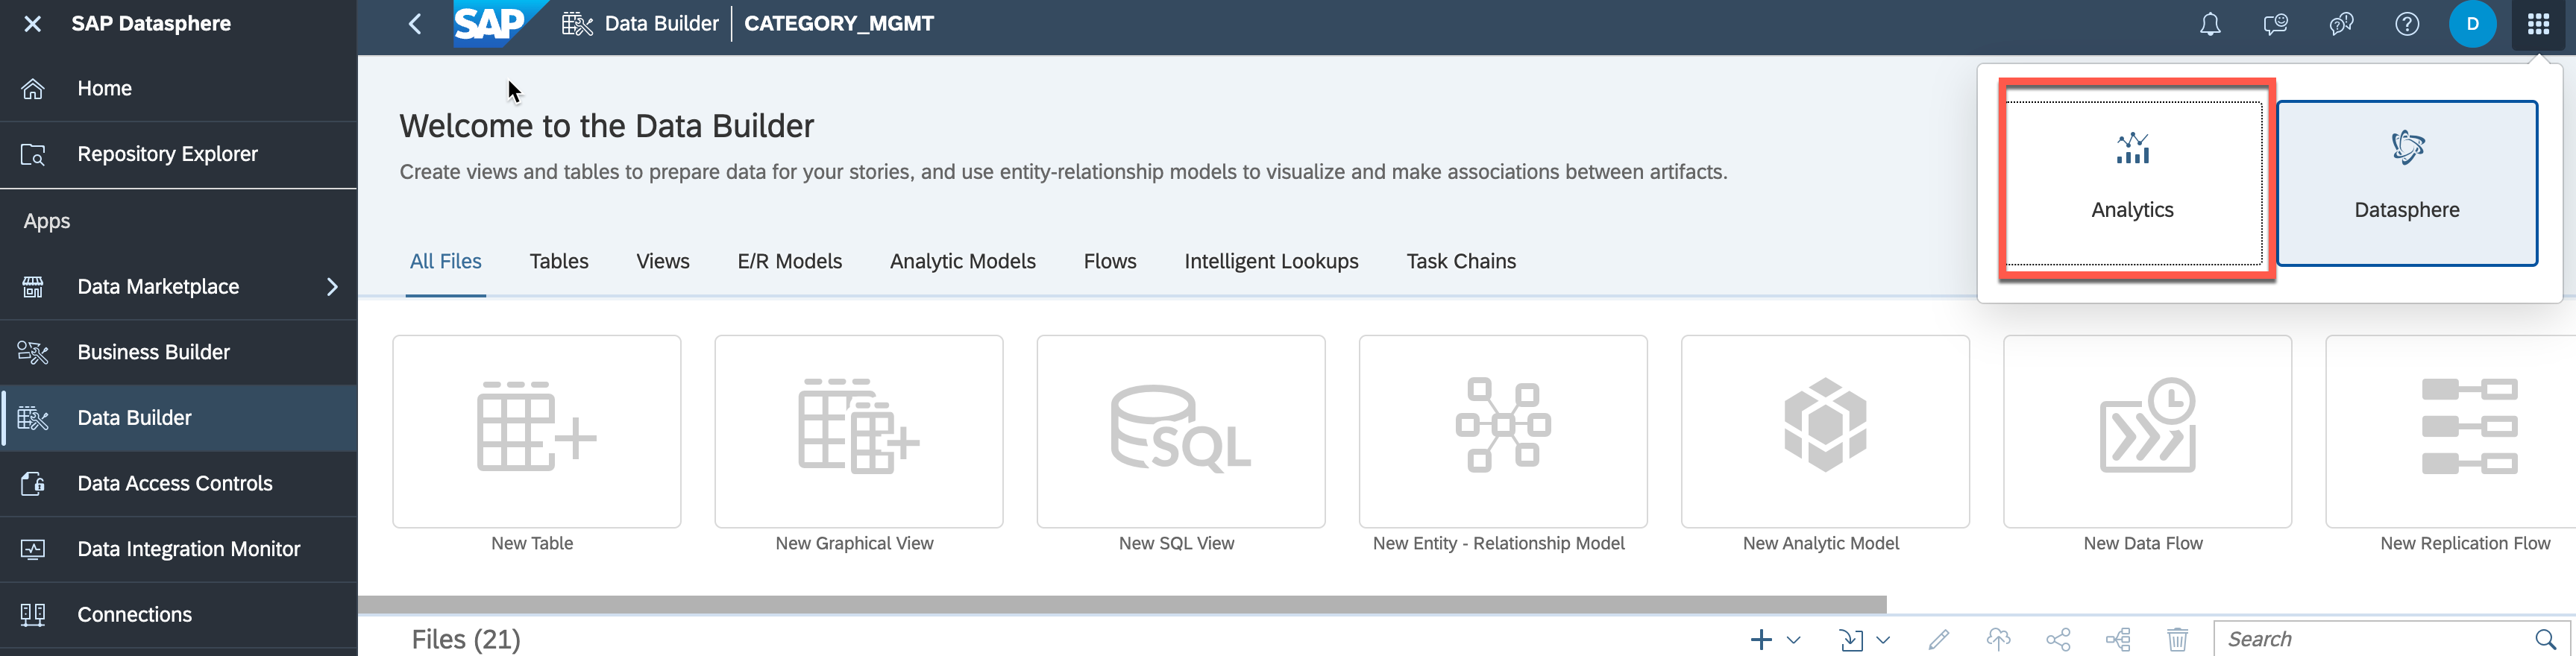 SAP Datasphere
SAP
Data Builder
CATEGORY_MGMT
D
Home
Repository Explorer
Apps
Data Marketplace
Business Builder
Data Builder
Data Access Controls
Data Integration Monitor
Connections
Welcome to the Data Builder
Create views and tables to prepare data for your stories, and use entity-relationship models to visualize and make associations between artifacts.
Analytics
Datasphere
All Files
Tables
Views
E/R Models
Analytic Models
Flows
Intelligent Lookups
Task Chains
SQL
New Table
New Graphical View
New SQL View
New Entity - Relationship Model
New Analytic Model
New Data Flow
New Replication Flow
Files (21)
Search